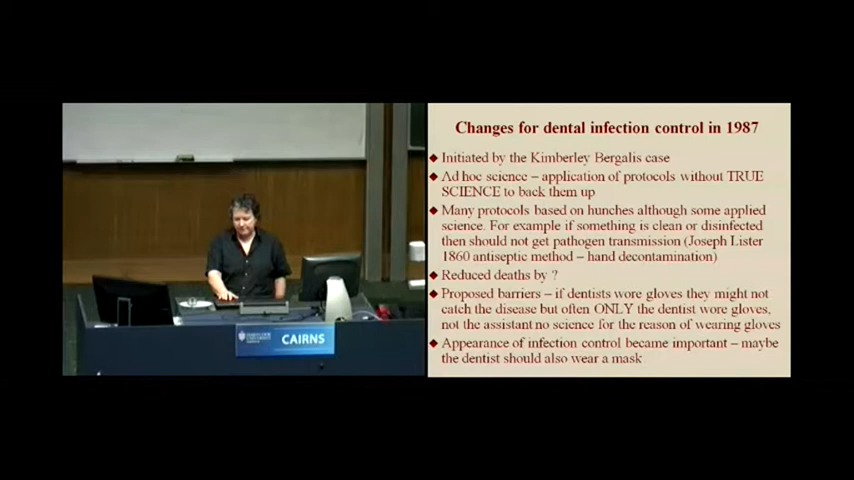 Changes for dental infection control in 1987
◆ Initiated by the Kimberley Bergalis case
◆ Ad hoc science – application of protocols without TRUE
SCIENCE to back them up
◆ Many protocols based on hunches although some applied
science. For example if something is clean or disinfected
then should not get pathogen transmission (Joseph Lister
1860 antiseptic method – hand decontamination)
◆ Reduced deaths by ?
◆ Proposed barriers – if dentists wore gloves they might not
catch the disease but often ONLY the dentist wore gloves,
not the assistant no science for the reason of wearing gloves
◆ Appearance of infection control became important – maybe
the dentist should also wear a mask
CAIRNS